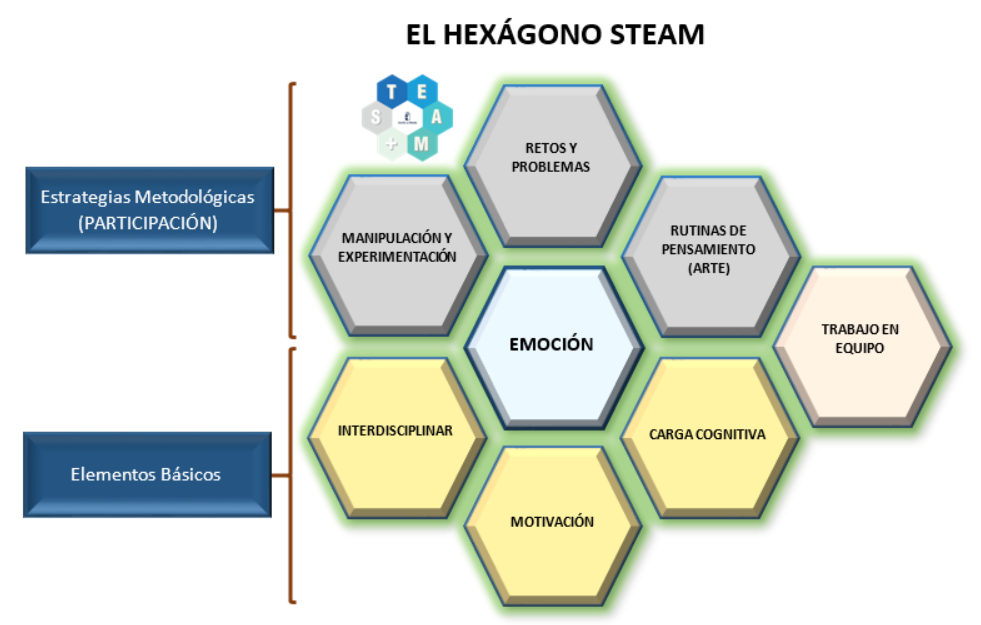 EL HEXÁGONO STEAM
T E
S A
+ M
RETOS Y
PROBLEMAS
Estrategias Metodológicas
(PARTICIPACIÓN)
MANIPULACIÓN Y
EXPERIMENTACIÓN
RUTINAS DE
PENSAMIENTO
(ARTE)
EMOCIÓN
TRABAJO EN
EQUIPO
Elementos Básicos
INTERDISCIPLINAR
CARGA COGNITIVA
MOTIVACIÓN